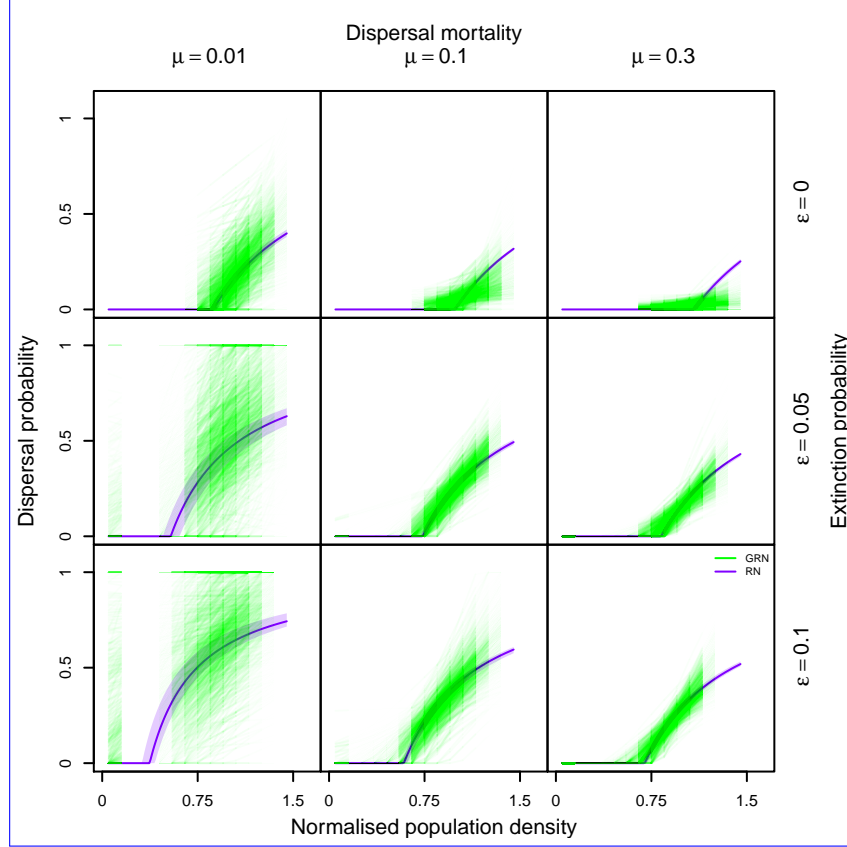 Dispersal mortality
μ = 0.01 μ = 0.1 μ = 0.3
Dispersal probability
1
0.5
0
ε = 0
1
0.5
0
ε = 0.05
Extinction probability
1
0.5
0
GRN
RN
ε = 0.1
0 0.75 1.5 0 0.75 1.5 0 0.75 1.5
Normalised population density